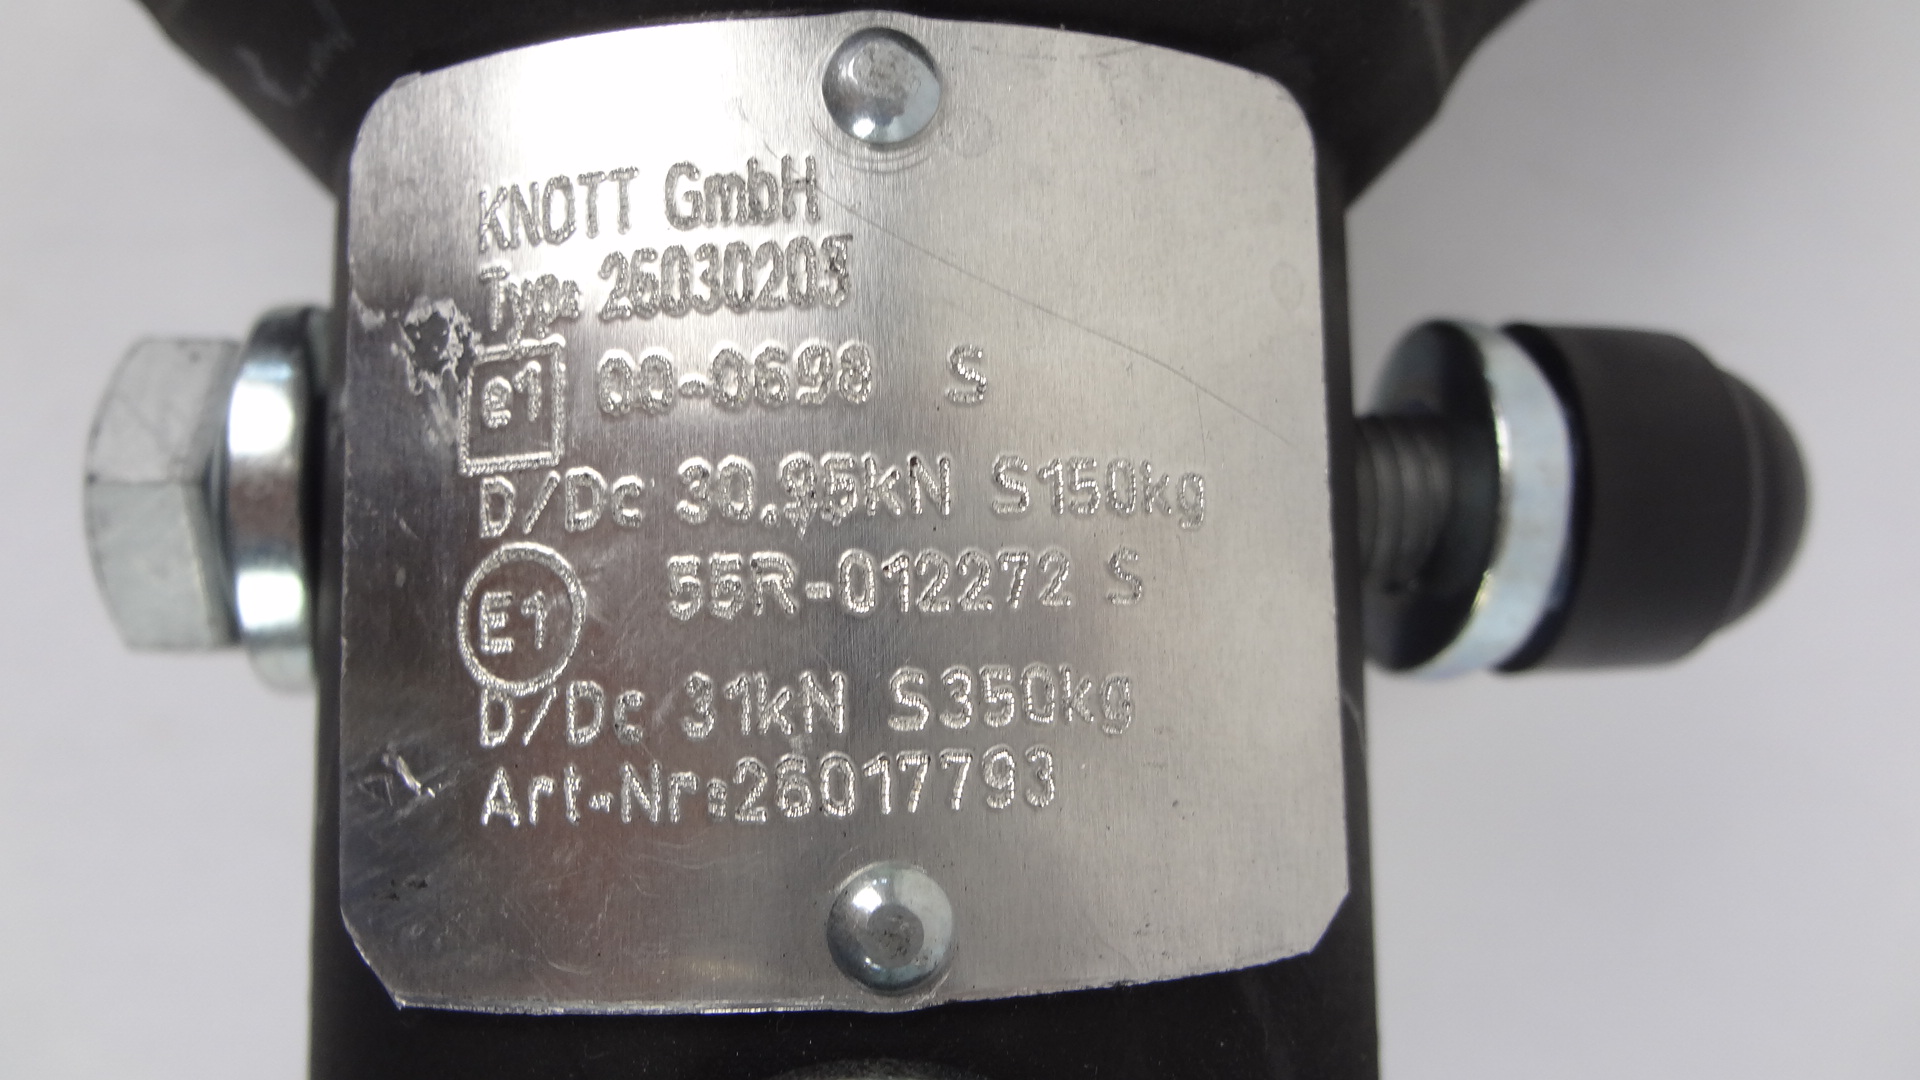 KNOTT GmbH
Type 26030203
e1 00-0698 S
D/Dc 30.95kN S150kg
E1 55R-012272 S
D/Dc 31kN S350kg
Art.-Nr:26017793